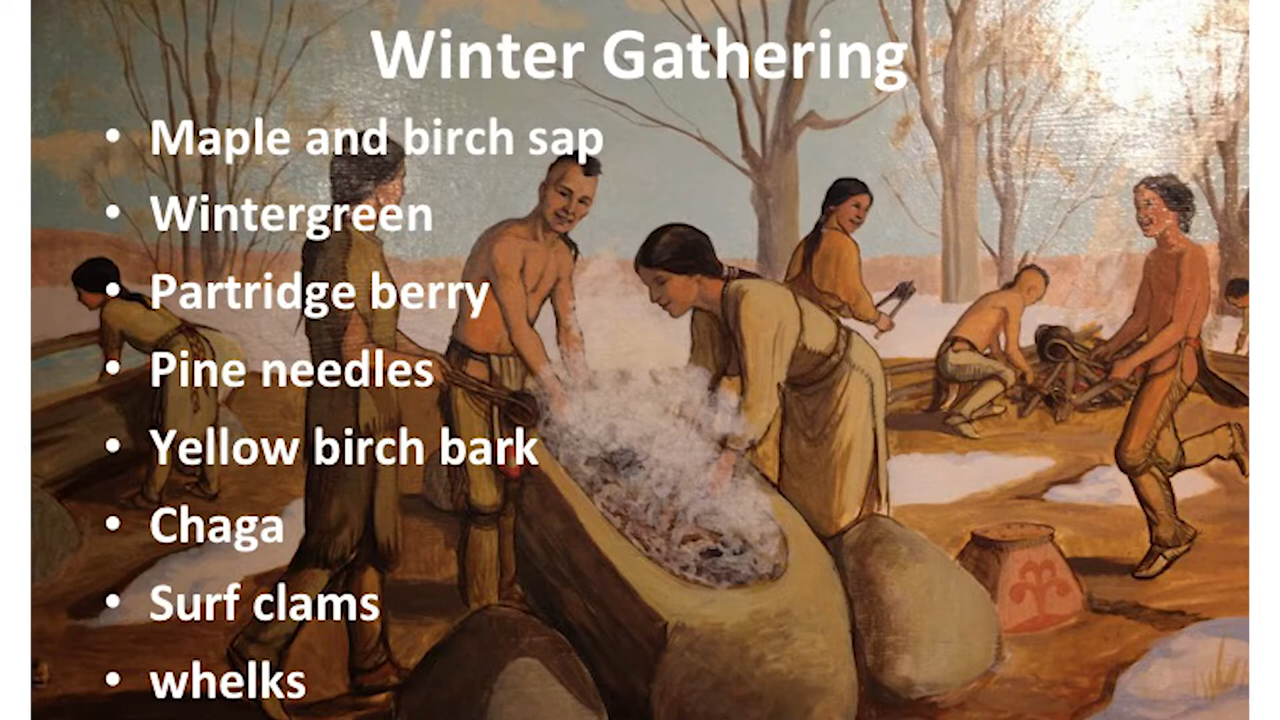 Winter Gathering
• Maple and birch sap
• Wintergreen
• Partridge berry
• Pine needles
• Yellow birch bark
• Chaga
• Surf clams
• whelks